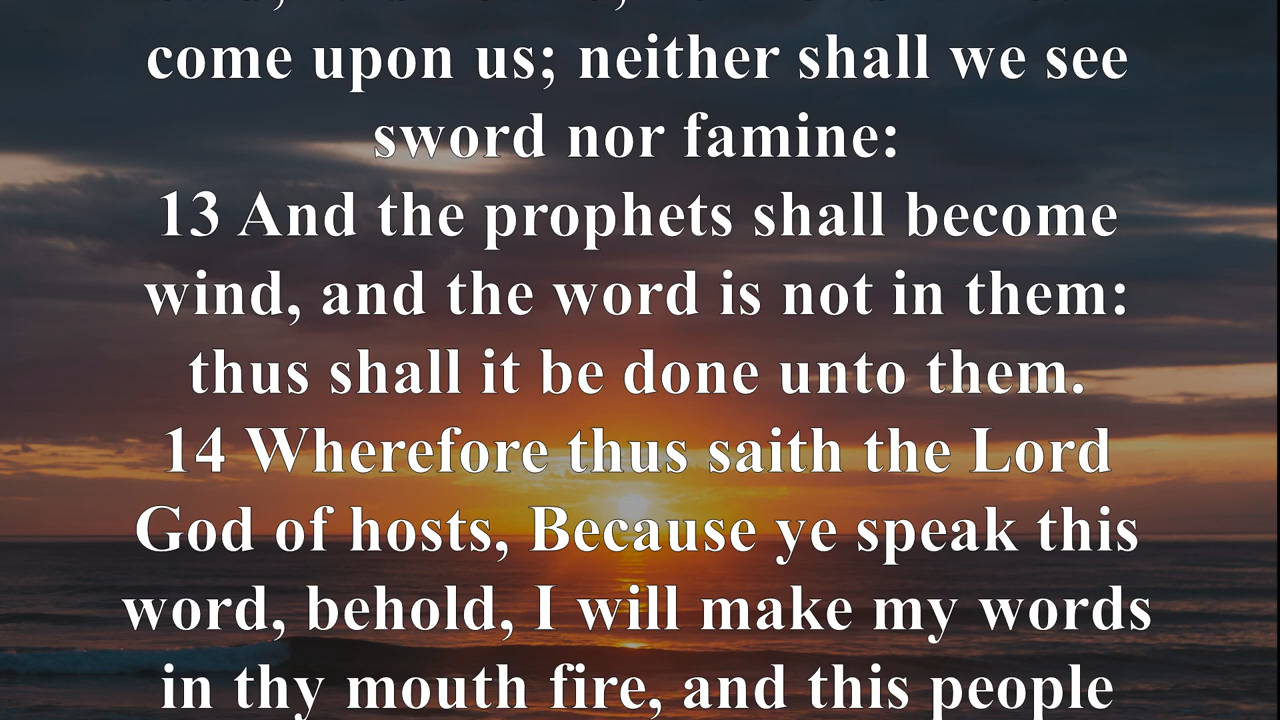 come upon us; neither shall we see
sword nor famine:
13 And the prophets shall become
wind, and the word is not in them:
thus shall it be done unto them.
14 Wherefore thus saith the Lord
God of hosts, Because ye speak this
word, behold, I will make my words
in thy mouth fire, and this people